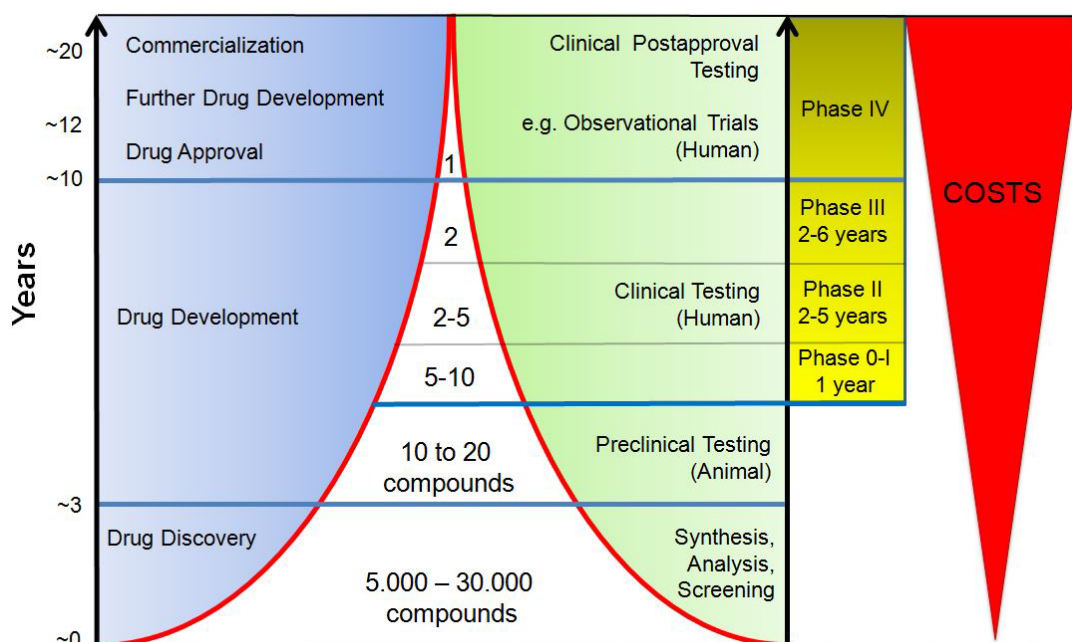 ~20
~12
~10
~3
~0
Years
Commercialization
Further Drug Development
Drug Approval
Drug Development
Drug Discovery
1
2
2-5
5-10
10 to 20
compounds
5.000 – 30.000
compounds
Clinical Postapproval
Testing
e.g. Observational Trials
(Human)
Clinical Testing
(Human)
Preclinical Testing
(Animal)
Synthesis,
Analysis,
Screening
Phase IV
Phase III
2-6 years
Phase II
2-5 years
Phase 0-I
1 year
COSTS